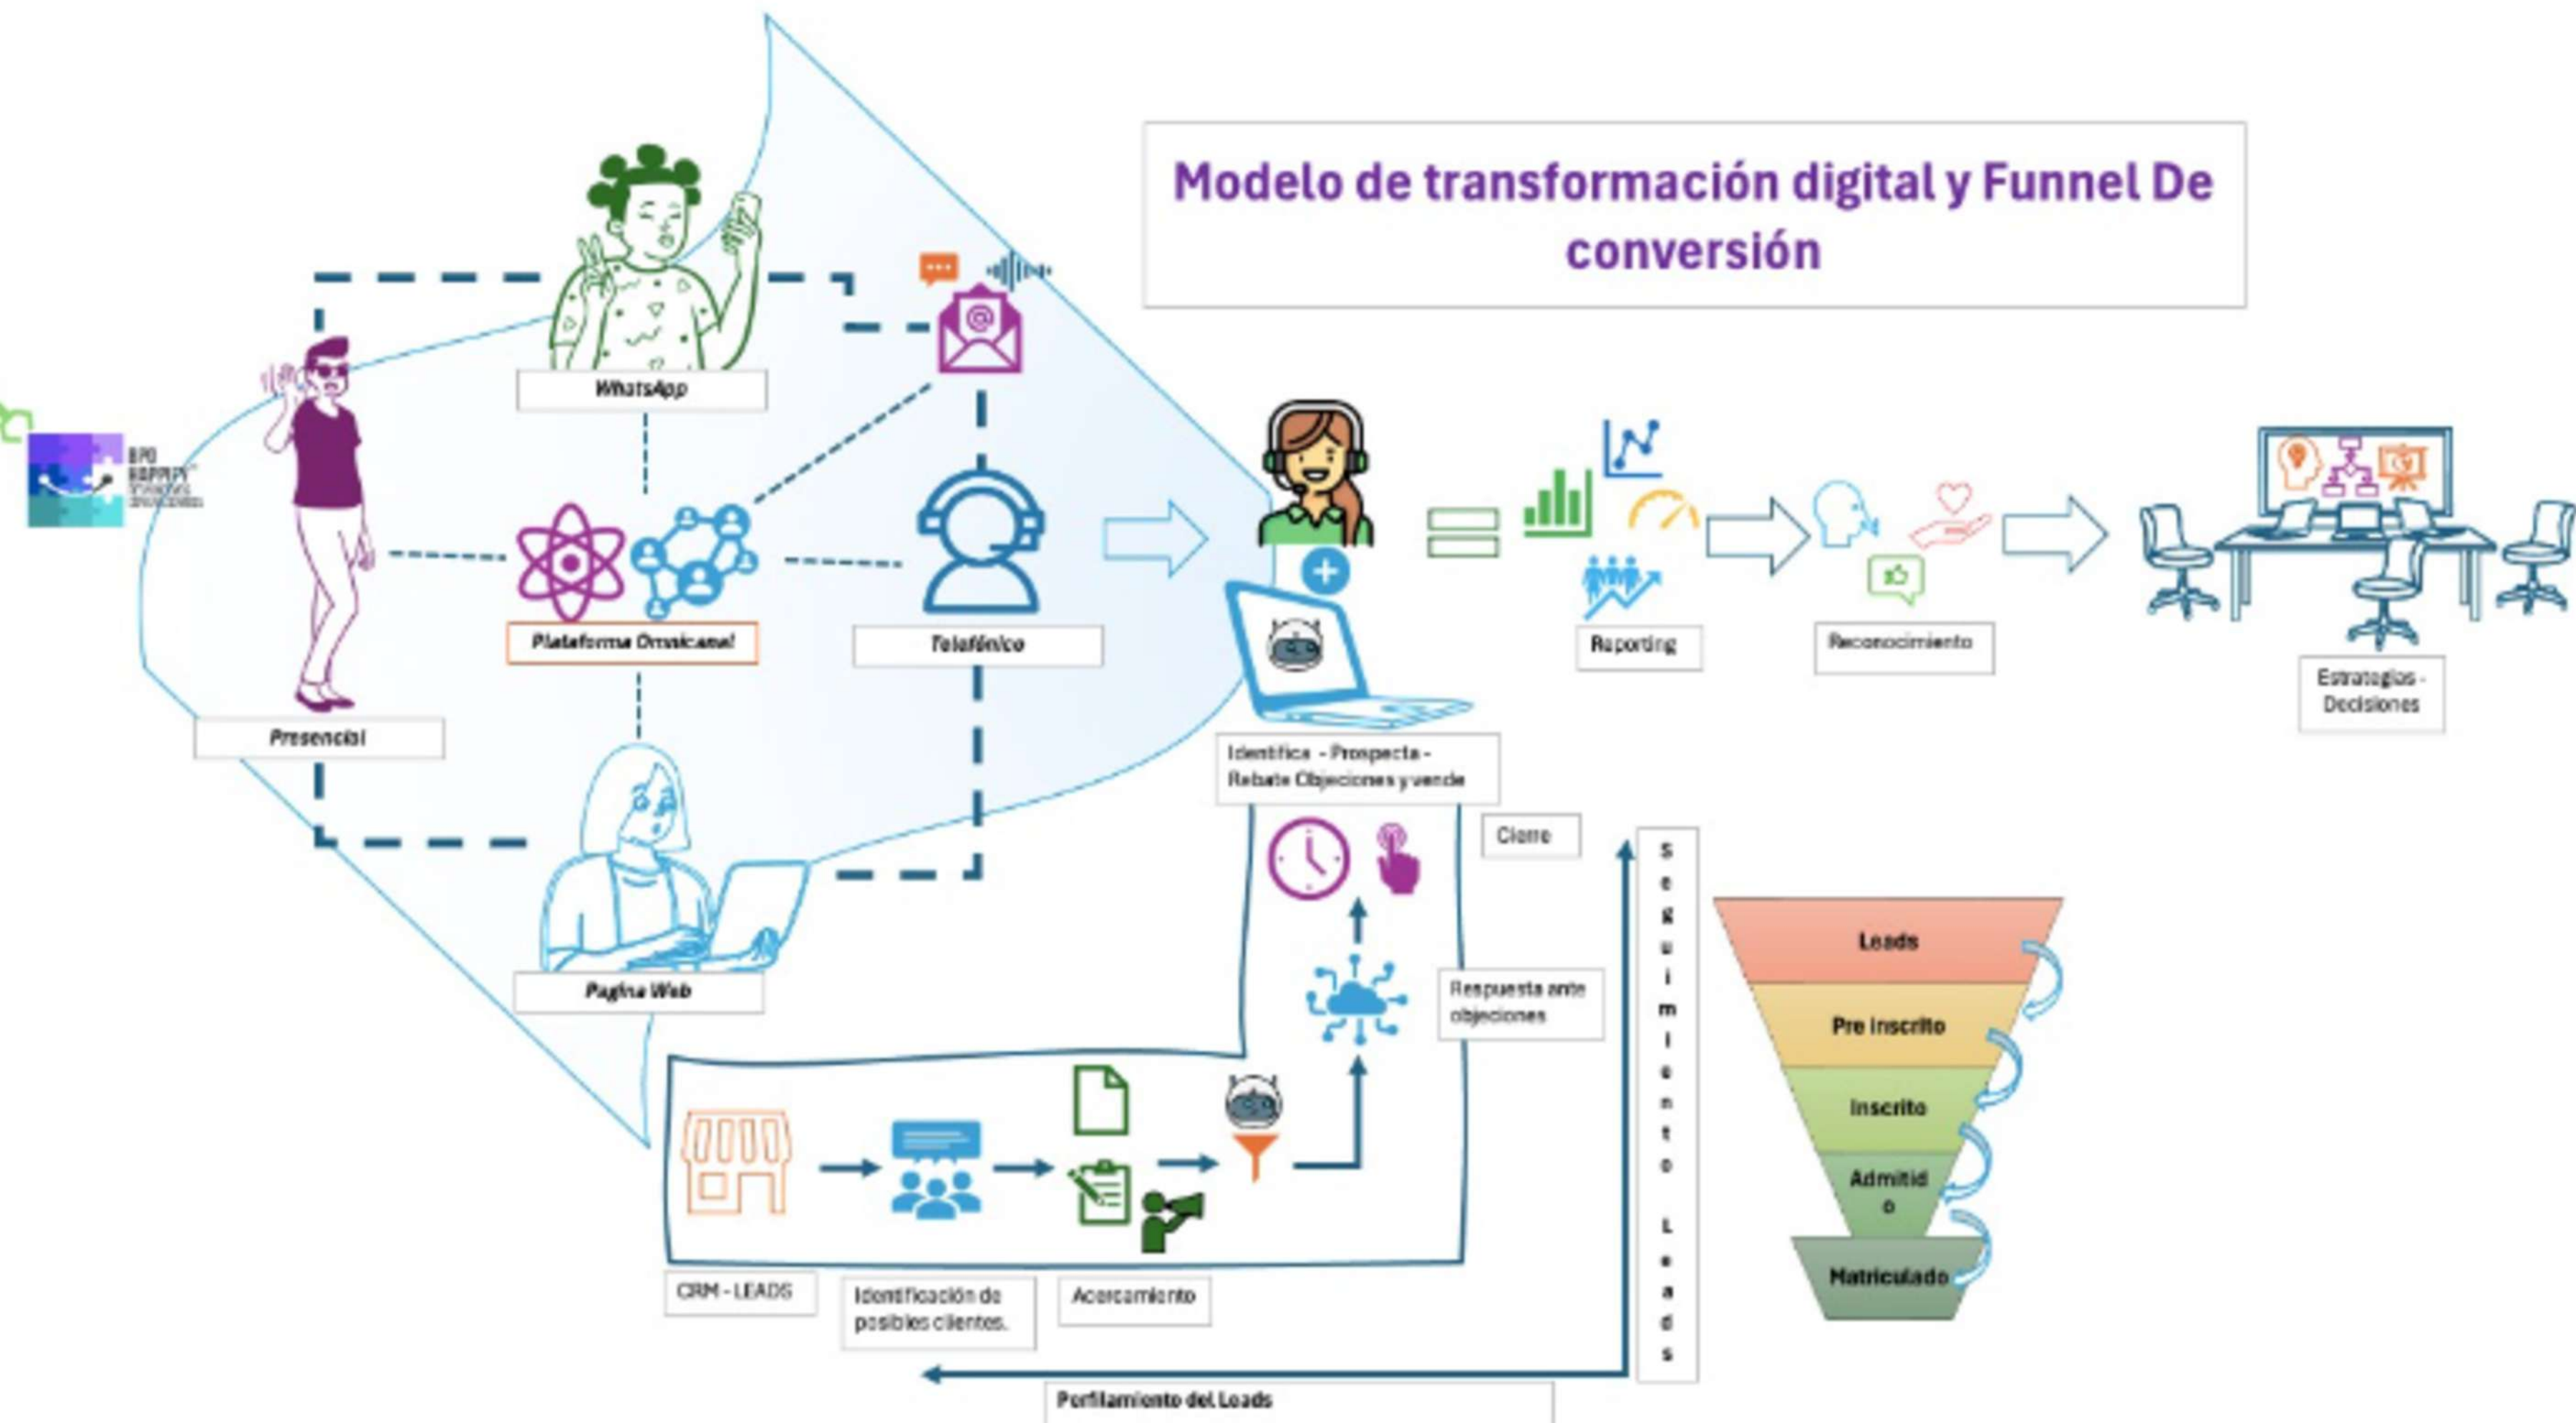 Modelo de transformación digital y Funnel De
conversión
WhatsApp
BPO
HAPPIFY
Plataforma Omnicanal
Telefónico
Presencial
Pagina Web
Reporting
Reconocimiento
Estrategias -
Decisiones
Identifica - Prospecta -
Rebate Objeciones y vende
Cierre
Respuesta ante
objeciones
Seguimiento Leads
Leads
Pre inscrito
Inscrito
Admitid
o
Matriculado
CRM - LEADS
Identificación de
posibles clientes.
Acercamiento
Perfilamiento del Leads